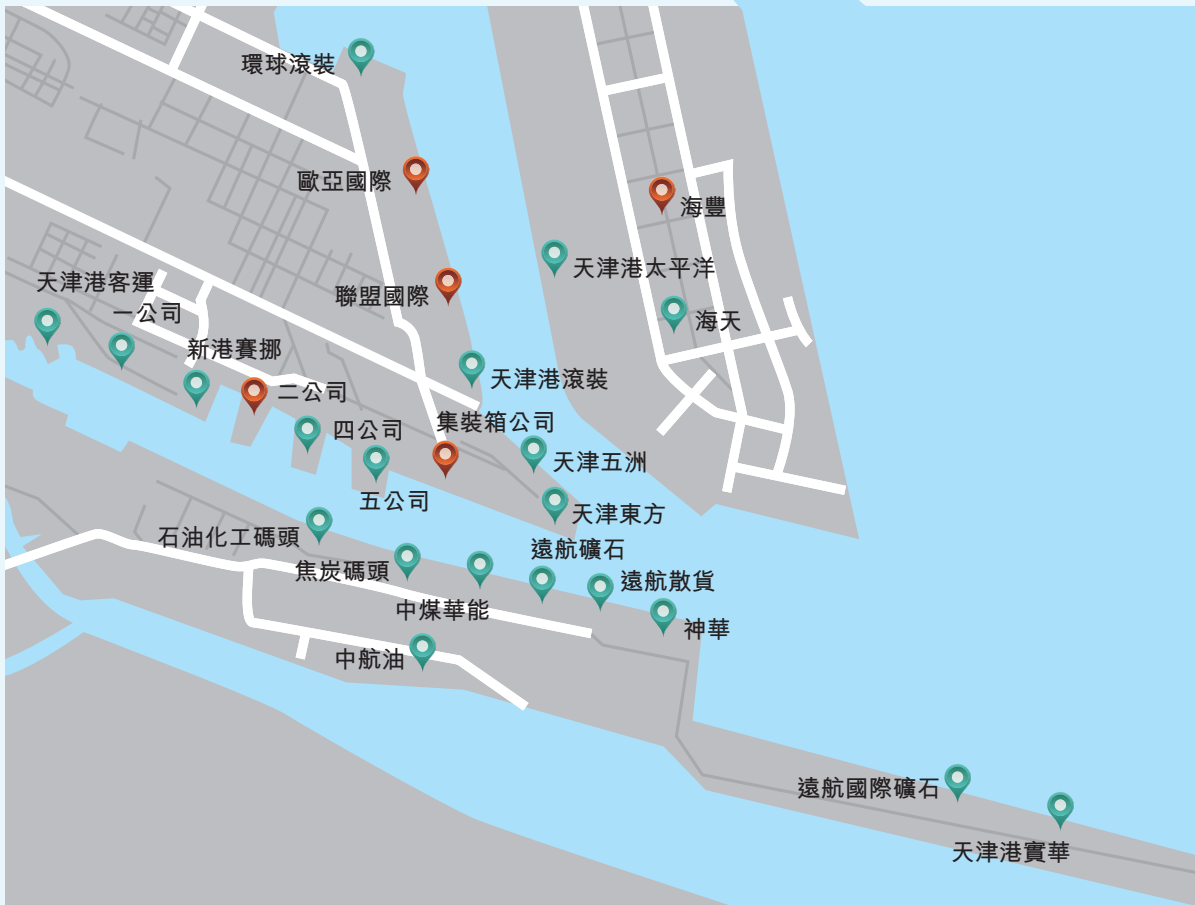 環球滾裝
歐亞國際
海豐
天津港太平洋
天津港客運
聯盟國際
一公司
海天
新港賽挪
天津港滾裝
二公司
集裝箱公司
四公司
天津五洲
五公司
天津東方
石油化工碼頭
遠航礦石
焦炭碼頭
遠航散貨
中煤華能
神華
中航油
遠航國際礦石
天津港實華